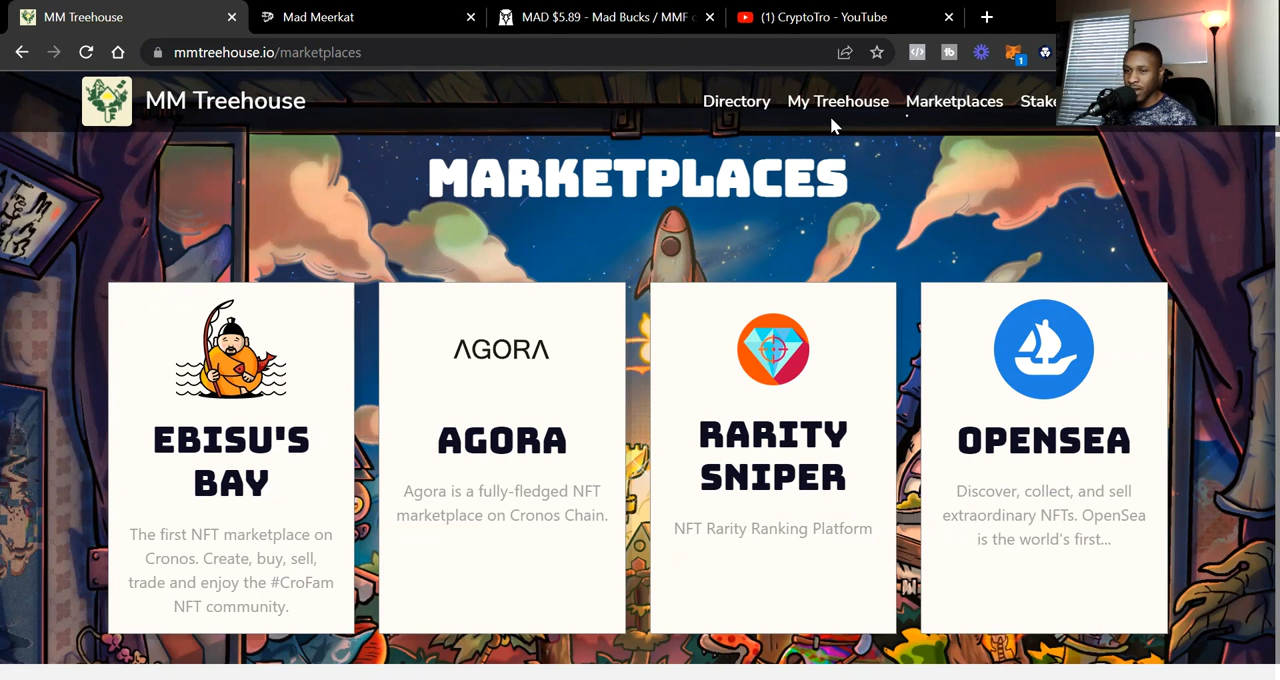 MM Treehouse
Mad Meerkat
MAD $5.89 - Mad Bucks / MMF
(1) CryptoTro - YouTube
mmtreehouse.io/marketplaces
1
MM Treehouse
Directory
My Treehouse
Marketplaces
MARKETPLACES
EBISU'S
BAY
The first NFT marketplace on
Cronos. Create, buy, sell,
trade and enjoy the #CroFam
NFT community.
AGORA
AGORA
Agora is a fully-fledged NFT
marketplace on Cronos Chain.
RARITY
SNIPER
NFT Rarity Ranking Platform
OPENSEA
Discover, collect, and sell
extraordinary NFTs. OpenSea
is the world's first...